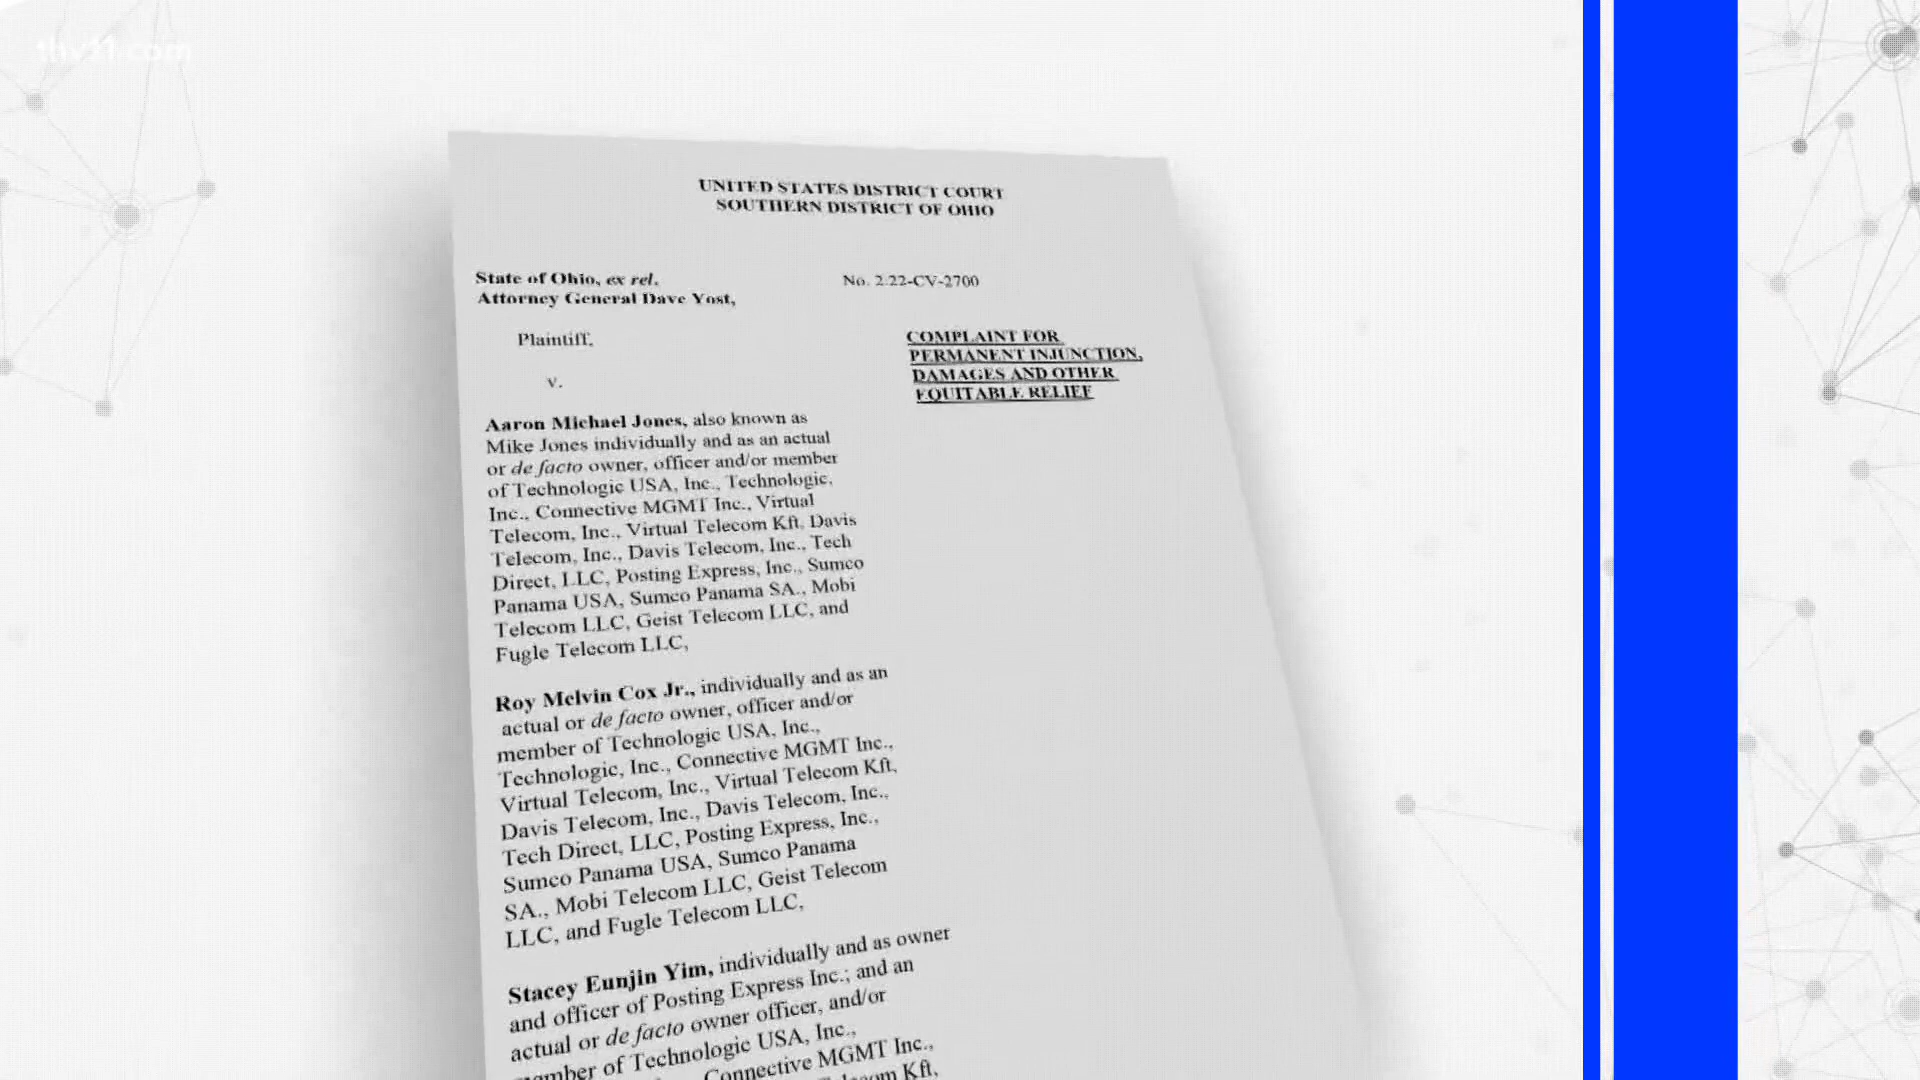 thv11.com
UNITED STATES DISTRICT COURT
SOUTHERN DISTRICT OF OHIO
State of Ohio, ex rel.
Attorney General Dave Yost,
No. 2:22-CV-2700
Plaintiff,
v.
COMPLAINT FOR
PERMANENT INJUNCTION,
DAMAGES AND OTHER
EQUITABLE RELIEF
Aaron Michael Jones, also known as
Mike Jones individually and as an actual
or de facto owner, officer and/or member
of Technologic USA, Inc., Technologic,
Inc., Connective MGMT Inc., Virtual
Telecom, Inc., Virtual Telecom Kft, Davis
Telecom, Inc., Davis Telecom, Inc., Tech
Direct, LLC, Posting Express, Inc., Sumco
Panama USA, Sumco Panama SA., Mobi
Telecom LLC, Geist Telecom LLC, and
Fugle Telecom LLC,
Roy Melvin Cox Jr., individually and as an
actual or de facto owner, officer and/or
member of Technologic USA, Inc.,
Technologic, Inc., Connective MGMT Inc.,
Virtual Telecom, Inc., Virtual Telecom Kft,
Davis Telecom, Inc., Davis Telecom, Inc.,
Tech Direct, LLC, Posting Express, Inc.,
Sumco Panama USA, Sumco Panama
SA., Mobi Telecom LLC, Geist Telecom
LLC, and Fugle Telecom LLC,
Stacey Eunjin Yim, individually and as owner
and officer of Posting Express Inc.; and an
actual or de facto owner officer, and/or
member of Technologic USA, Inc.,
Connective MGMT Inc.,
Kft,